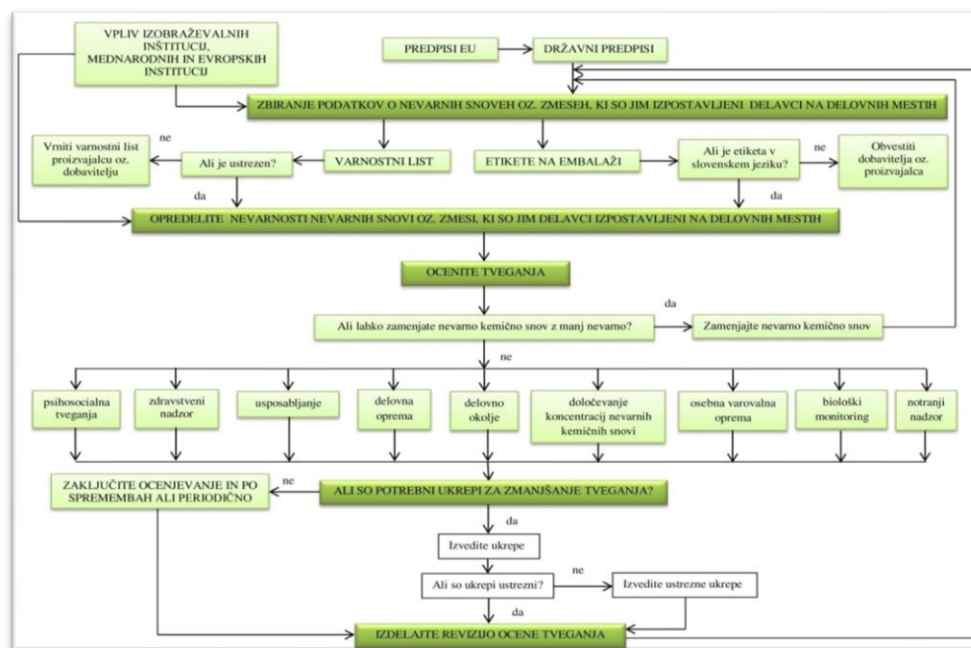 VPLIV IZOBRAŽEVALNIH
INŠTITUCIJ,
MEDNARODNIH IN EVROPSKIH
INSTITUCIJ
PREDPISI EU
DRŽAVNI PREDPISI
ZBIRANJE PODATKOV O NEVARNIH SNOVEH OZ. ZMESEH, KI SO JIM IZPOSTAVLJENI DELAVCI NA DELOVNIH MESTIH
Vrniti varnostni list
proizvajalcu oz.
dobavitelju
ne
Ali je ustrezen?
VARNOSTNI LIST
ETIKETE NA EMBALAŽI
Ali je etiketa v
slovenskem jeziku?
ne
Obvestiti
dobavitelja oz.
proizvajalca
da
da
OPREDELITE NEVARNOSTI NEVARNIH SNOVI OZ. ZMESI, KI SO JIM DELAVCI IZPOSTAVLJENI NA DELOVNIH MESTIH
OCENITE TVEGANJA
Ali lahko zamenjate nevarno kemično snov z manj nevarno?
da
Zamenjajte nevarno kemično snov
ne
psihosocialna
tveganja
zdravstveni
nadzor
usposabljanje
delovna
oprema
delovno
okolje
določevanje
koncentracij nevarnih
kemičnih snovi
osebna varovalna
oprema
biološki
monitoring
notranji
nadzor
ZAKLJUČITE OCENJEVANJE IN PO
SPREMEMBAH ALI PERIODIČNO
ne
ALI SO POTREBNI UKREPI ZA ZMANJŠANJE TVEGANJA?
da
Izvedite ukrepe
Ali so ukrepi ustrezni?
ne
Izvedite ustrezne ukrepe
da
IZDELAJTE REVIZIJO OCENE TVEGANJA